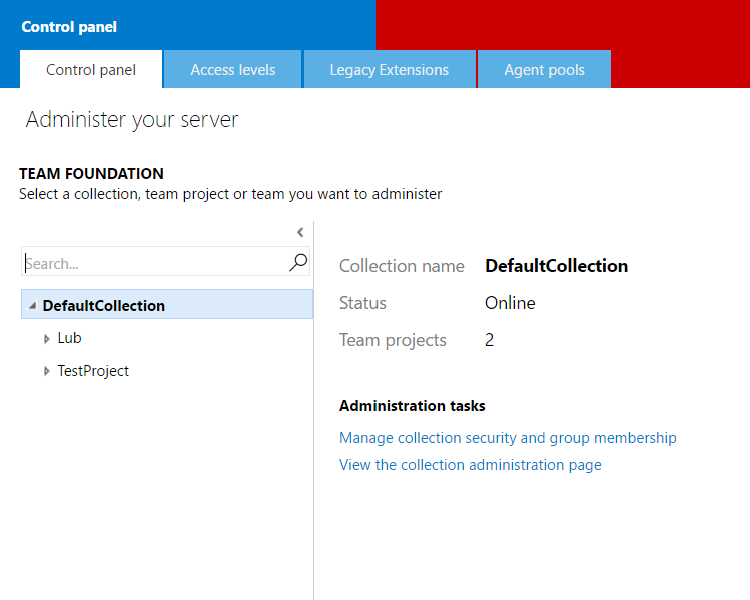 Control panel
Control panel
Access levels
Legacy Extensions
Agent pools
Administer your server
TEAM FOUNDATION
Select a collection, team project or team you want to administer
Search...
DefaultCollection
Lub
TestProject
Collection name DefaultCollection
Status Online
Team projects 2
Administration tasks
Manage collection security and group membership
View the collection administration page